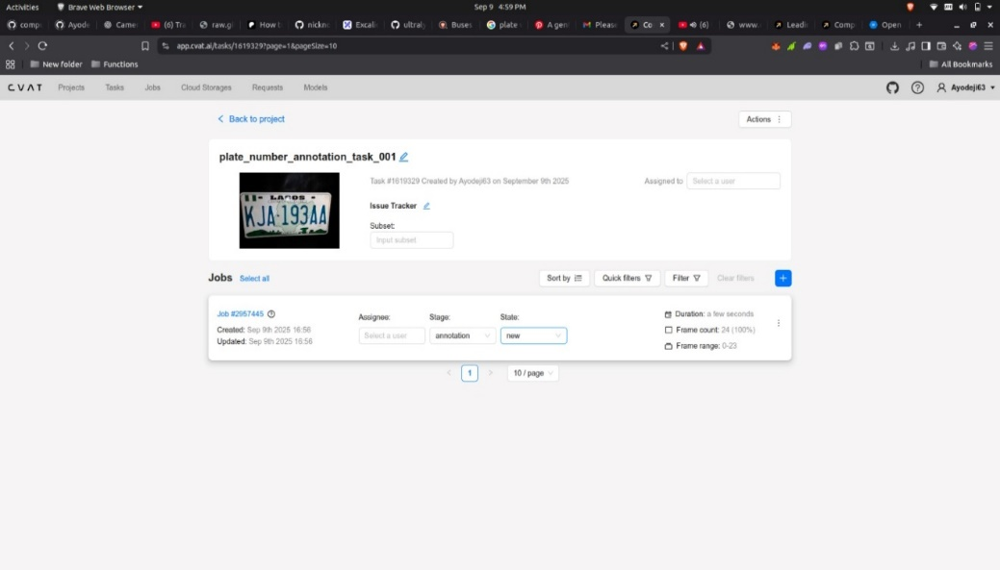 Activities Brave Web Browser Sep 9 4:59 PM
comp Ayode Came (6) Tra raw.gi How t nickno Excali ultraly Buses plate A gen Please Co (6) www. Leadi Comp Open
app.cvat.ai/tasks/1619329?page=1&pageSize=10
New folder Functions All Bookmarks
CVAT Projects Tasks Jobs Cloud Storages Requests Models Ayodeji63
Back to project Actions
plate_number_annotation_task_001
Task #1619329 Created by Ayodeji63 on September 9th 2025 Assigned to Select a user
LAGOS
KJA 193AA
Issue Tracker
Subset:
Input subset
Jobs Select all Sort by Quick filters Filter Clear filters +
Job #2957445 Assignee: Stage: State: Duration: a few seconds
Created: Sep 9th 2025 16:56 Select a user annotation new Frame count: 24 (100%)
Updated: Sep 9th 2025 16:56 Frame range: 0-23
1 10 / page